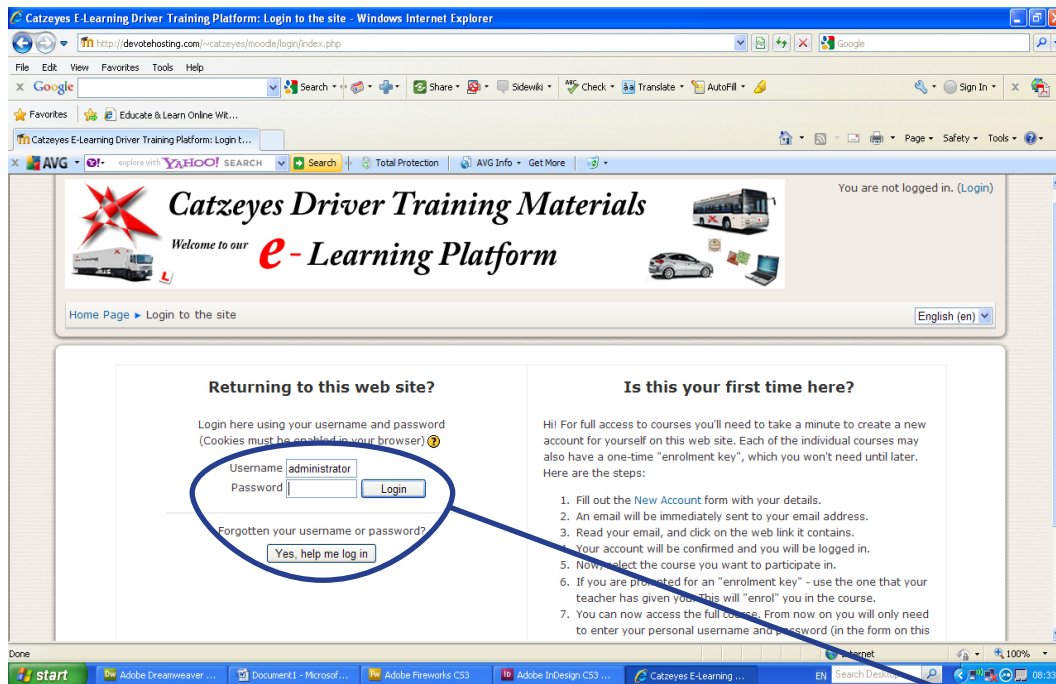 Catzeyes E-Learning Driver Training Platform: Login to the site - Windows Internet Explorer
http://devotehosting.com/~catzeyes/moodle/login/index.php
Google
File Edit View Favorites Tools Help
x Google Search Share Sidewiki Check Translate AutoFill Sign In x
Favorites Educate & Learn Online Wit...
Catzeyes E-Learning Driver Training Platform: Login t... Page Safety Tools
x AVG explore with YAHOO! SEARCH Search Total Protection AVG Info Get More
You are not logged in. (Login)
Catzeyes Driver Training Materials
Welcome to our e - Learning Platform
L
Home Page ► Login to the site
English (en)
Returning to this web site?
Login here using your username and password
(Cookies must be enabled in your browser) ?
Username administrator
Password Login
Forgotten your username or password?
Yes, help me log in
Is this your first time here?
Hi! For full access to courses you'll need to take a minute to create a new
account for yourself on this web site. Each of the individual courses may
also have a one-time "enrolment key", which you won't need until later.
Here are the steps:
1. Fill out the New Account form with your details.
2. An email will be immediately sent to your email address.
3. Read your email, and click on the web link it contains.
4. Your account will be confirmed and you will be logged in.
5. Now, select the course you want to participate in.
6. If you are prompted for an "enrolment key" - use the one that your
teacher has given you. This will "enrol" you in the course.
7. You can now access the full course. From now on you will only need
to enter your personal username and password (in the form on this
Done Internet 100%
start Adobe Dreamweaver ... Document1 - Microsof... Adobe Fireworks CS3 Adobe InDesign CS3 ... Catzeyes E-Learning ... EN Search Desktop 08:33